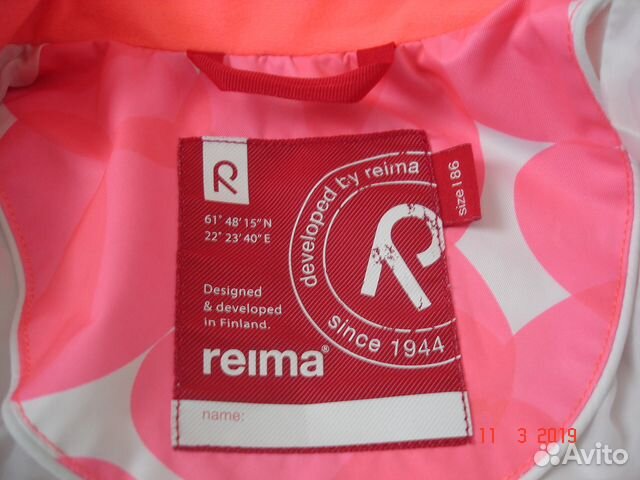 R
61° 48' 15" N
22° 23' 40" E
Designed
& developed
in Finland.
reima®
name:
developed by reima
R
since 1944
size | 86
11 3 2019
Avito